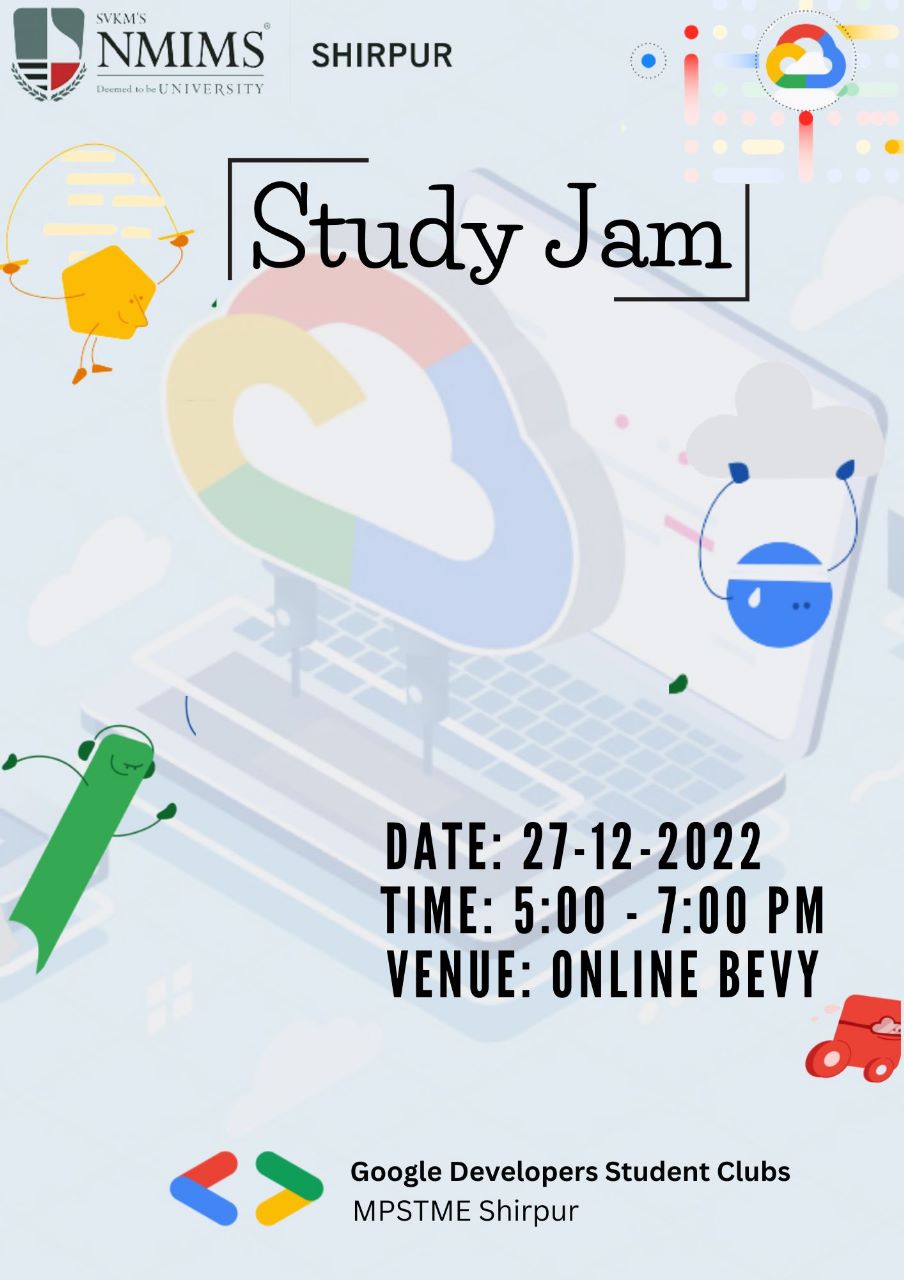 SVKM'S
NMIMS®
Deemed to be UNIVERSITY
SHIRPUR
Study Jam
DATE: 27-12-2022
TIME: 5:00 - 7:00 PM
VENUE: ONLINE BEVY
Google Developers Student Clubs
MPSTME Shirpur